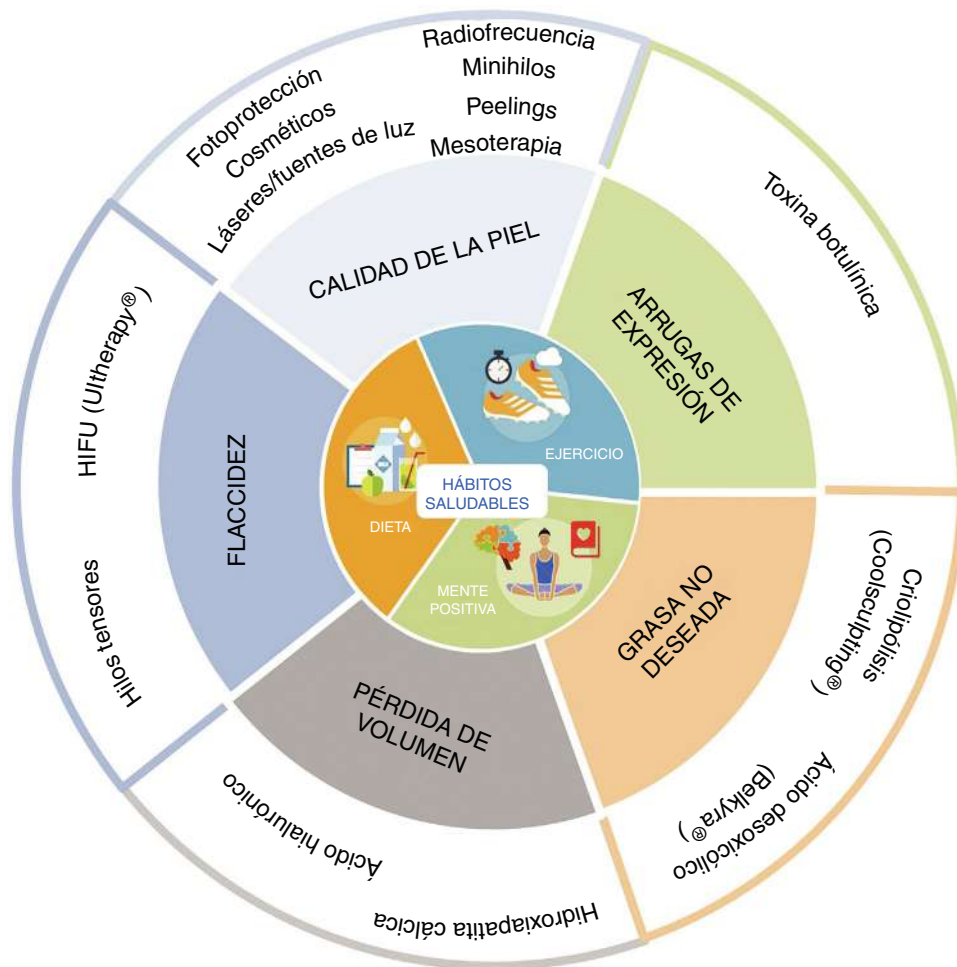 Radiofrecuencia
Minihilos
Peelings
Mesoterapia
Fotoprotección
Cosméticos
Láseres/fuentes de luz
CALIDAD DE LA PIEL
Toxina botulínica
ARRUGAS DE
EXPRESIÓN
HIFU (Ultherapy®)
Hilos tensores
FLACCIDEZ
EJERCICIO
HÁBITOS
SALUDABLES
DIETA
MENTE
POSITIVA
GRASA NO
DESEADA
Criolipólisis
(Coolsculpting®)
Ácido desoxicólico
(Belkyra®)
PÉRDIDA DE
VOLUMEN
Ácido hialurónico
Hidroxiapatita cálcica